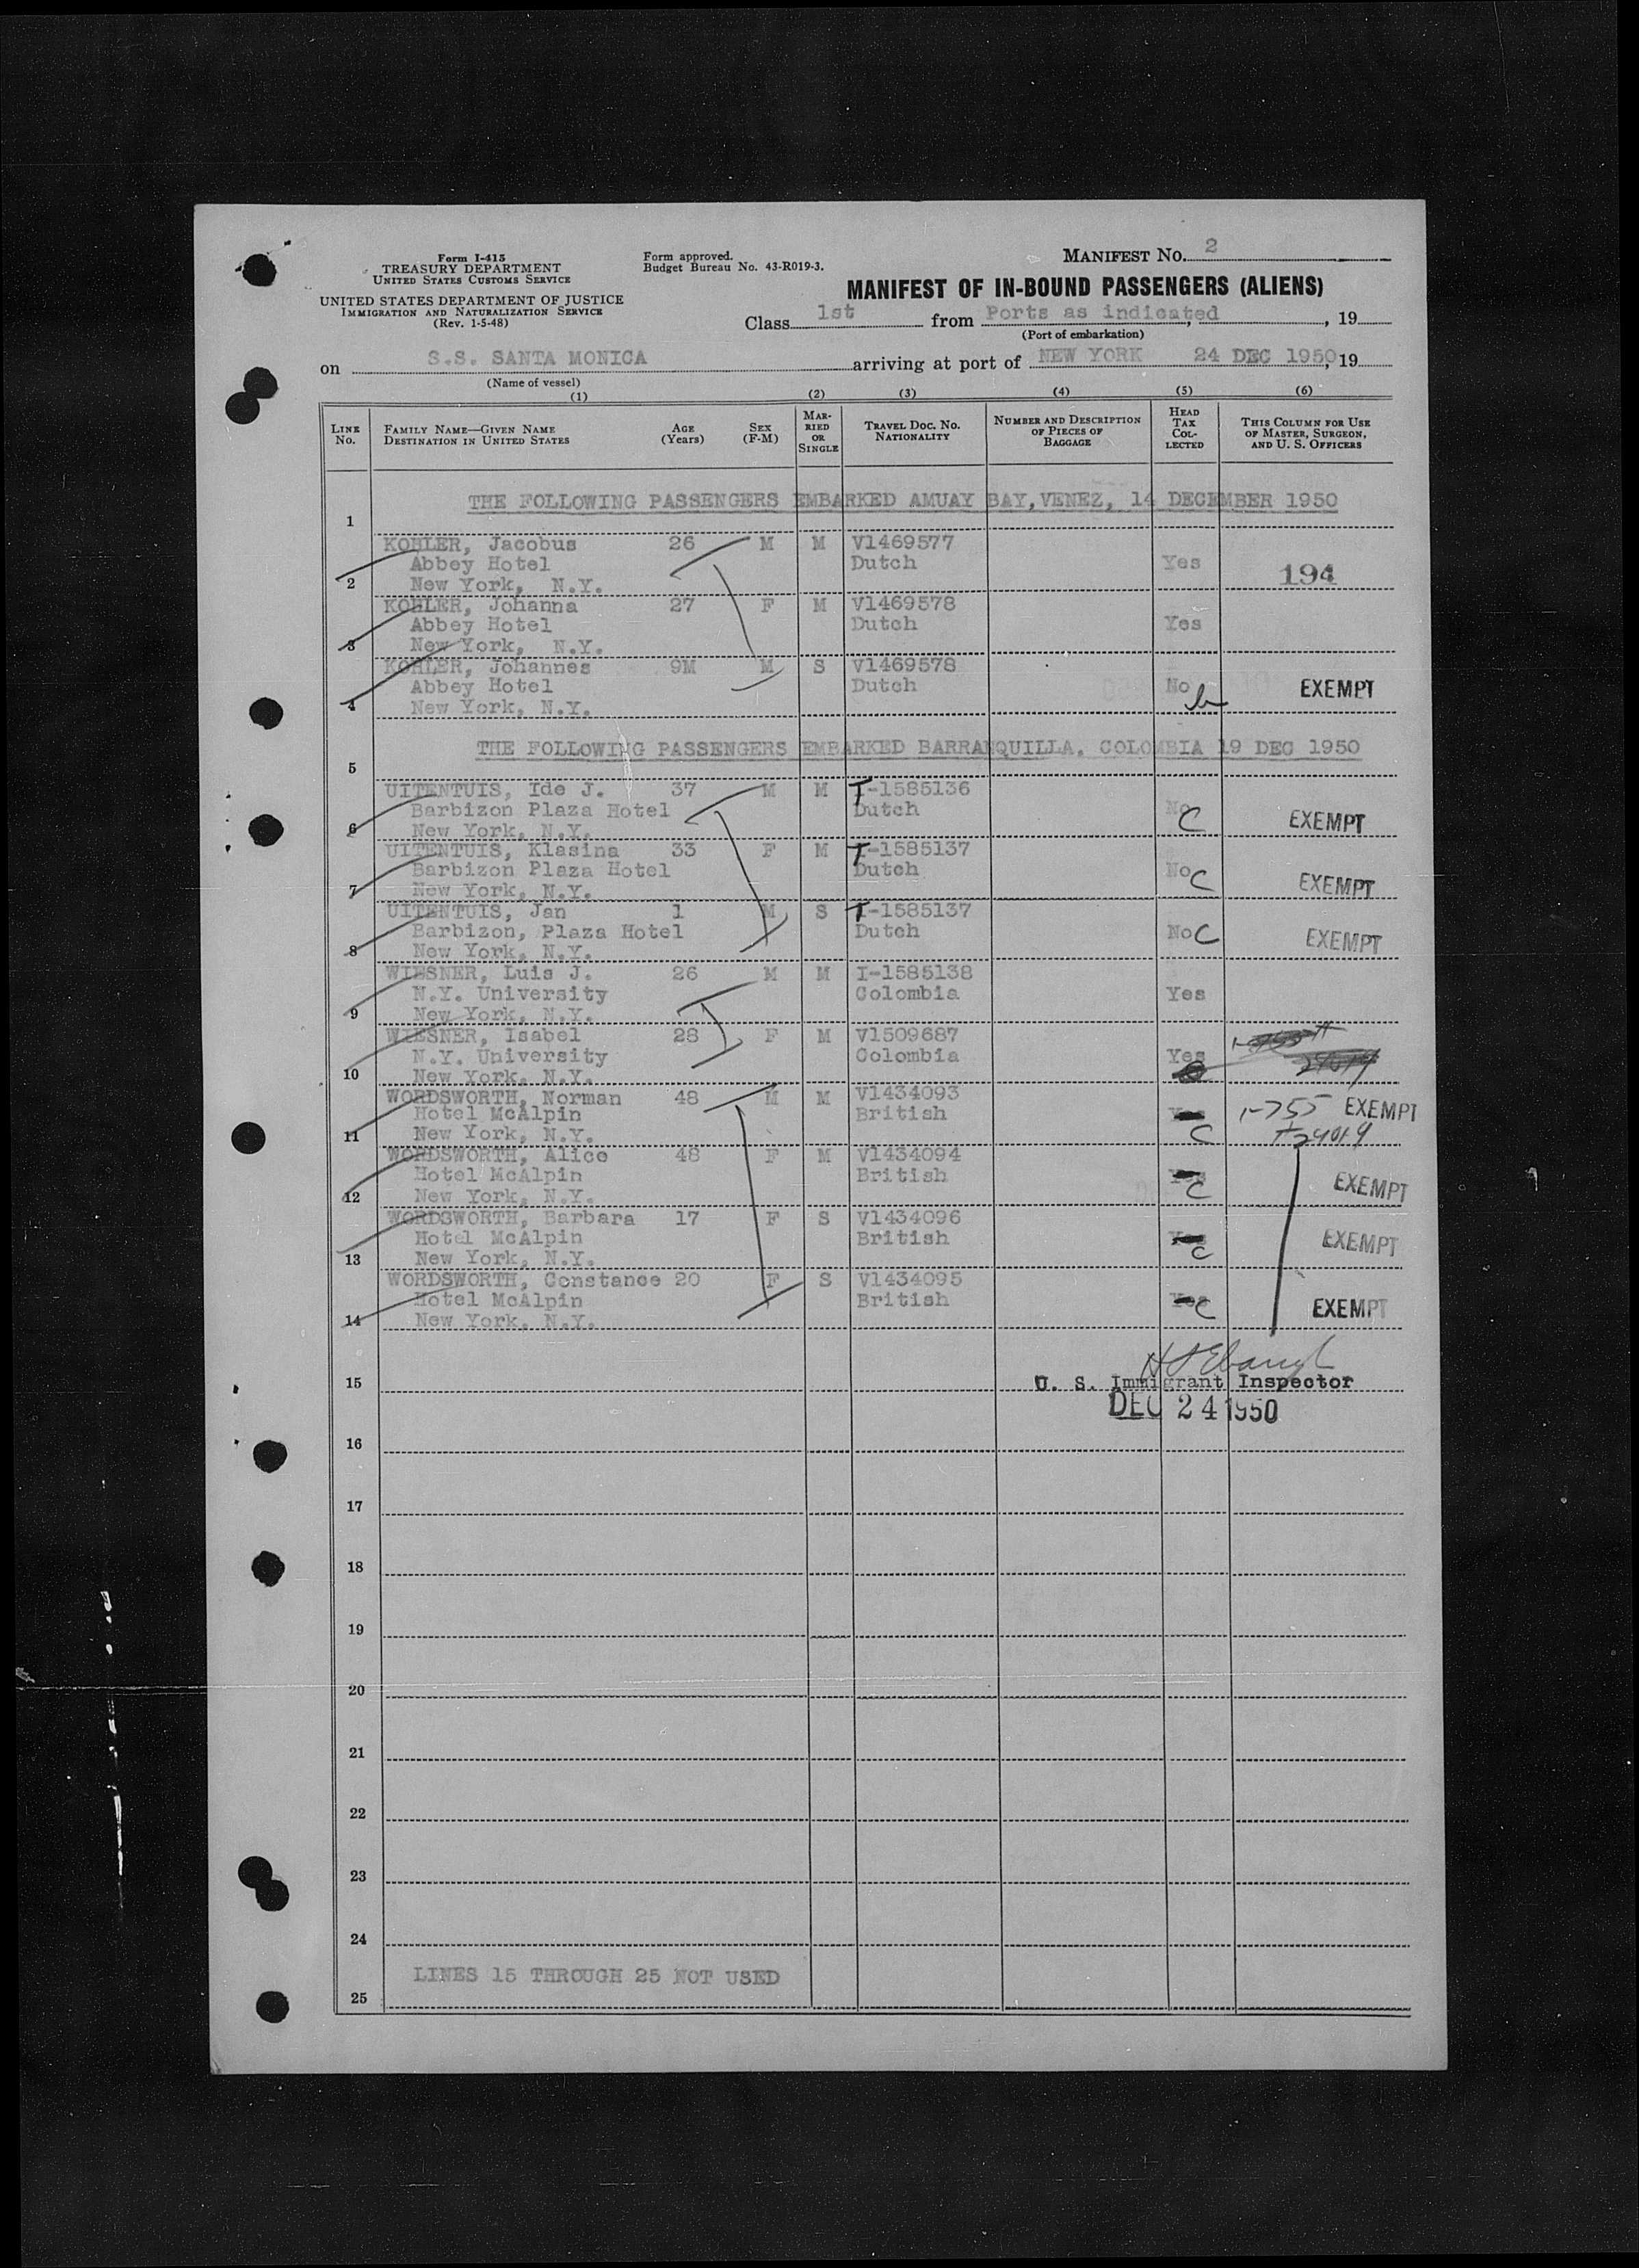 Form I-415
TREASURY DEPARTMENT
UNITED STATES CUSTOMS SERVICE
UNITED STATES DEPARTMENT OF JUSTICE
IMMIGRATION AND NATURALIZATION SERVICE
(Rev. 1-5-48)
Form approved.
Budget Bureau No. 43-R019-3.
MANIFEST No. 2
MANIFEST OF IN-BOUND PASSENGERS (ALIENS)
Class 1st from Ports as indicated, 19
(Port of embarkation)
on S.S. SANTA MONICA arriving at port of NEW YORK 24 DEC 1950, 19
(Name of vessel)
(1) (2) (3) (4) (5) (6)
LINE No. FAMILY NAME—GIVEN NAME DESTINATION IN UNITED STATES AGE (Years) SEX (F-M) MARRIED OR SINGLE TRAVEL DOC. NO. NATIONALITY NUMBER AND DESCRIPTION OF PIECES OF BAGGAGE HEAD TAX COLLECTED THIS COLUMN FOR USE OF MASTER, SURGEON, AND U. S. OFFICERS
THE FOLLOWING PASSENGERS EMBARKED AMUAY BAY, VENEZ, 14 DECEMBER 1950
1
KOHLER, Jacobus 26 M M V1469577
Abbey Hotel Dutch Yes
2 New York, N.Y. 194
KOHLER, Johanna 27 F M V1469578
Abbey Hotel Dutch Yes
3 New York, N.Y.
KOHLER, Johannes 9M M S V1469578
Abbey Hotel Dutch No b EXEMPT
4 New York, N.Y.
THE FOLLOWING PASSENGERS EMBARKED BARRANQUILLA. COLOMBIA 19 DEC 1950
5
UITENTUIS, Ide J. 37 M M T-1585136
Barbizon Plaza Hotel Dutch No C EXEMPT
6 New York, N.Y.
UITENTUIS, Klasina 33 F M T-1585137
Barbizon Plaza Hotel Dutch No C EXEMPT
7 New York, N.Y.
UITENTUIS, Jan 1 M S T-1585137
Barbizon, Plaza Hotel Dutch No C EXEMPT
8 New York, N.Y.
WIESNER, Luis J. 26 M M I-1585138
N.Y. University Colombia Yes
9 New York, N.Y.
WIESNER, Isabel 28 F M V1509687
N.Y. University Colombia Yes
10 New York, N.Y.
WORDSWORTH, Norman 48 M M V1434093
Hotel McAlpin British Yes C 1-755 EXEMPT
11 New York, N.Y.
WORDSWORTH, Alice 48 F M V1434094
Hotel McAlpin British Yes C EXEMPT
12 New York, N.Y.
WORDSWORTH, Barbara 17 F S V1434096
Hotel McAlpin British Yes C EXEMPT
13 New York, N.Y.
WORDSWORTH, Constance 20 F S V1434095
Hotel McAlpin British Yes C EXEMPT
14 New York, N.Y.
15 U. S. Immigrant Inspector
DEC 24 1950
16
17
18
19
20
21
22
23
24
LINES 15 THROUGH 25 NOT USED
25